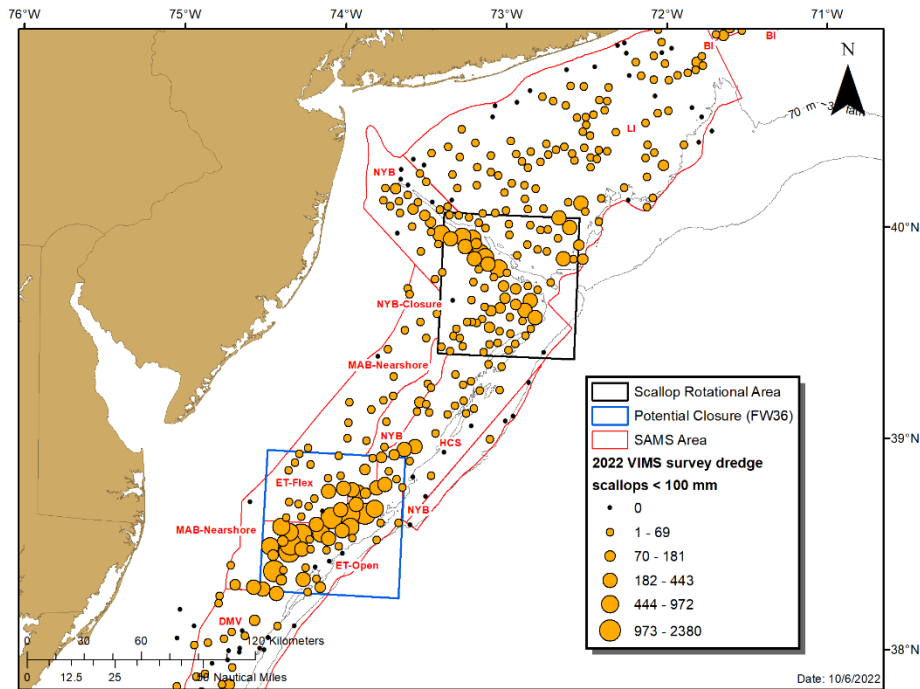 76°W 75°W 74°W 73°W 72°W 71°W
BI
BI
N
70 m
LI
NYB
40°N
NYB-Closure
MAB-Nearshore
NYB
HCS
39°N
ET-Flex
NYB
MAB-Nearshore
ET-Open
DMV
38°N
Scallop Rotational Area
Potential Closure (FW36)
SAMS Area
2022 VIMS survey dredge
scallops < 100 mm
0
1 - 69
70 - 181
182 - 443
444 - 972
973 - 2380
0 30 60 120 Kilometers
0 12.5 25 50 Nautical Miles
Date: 10/6/2022